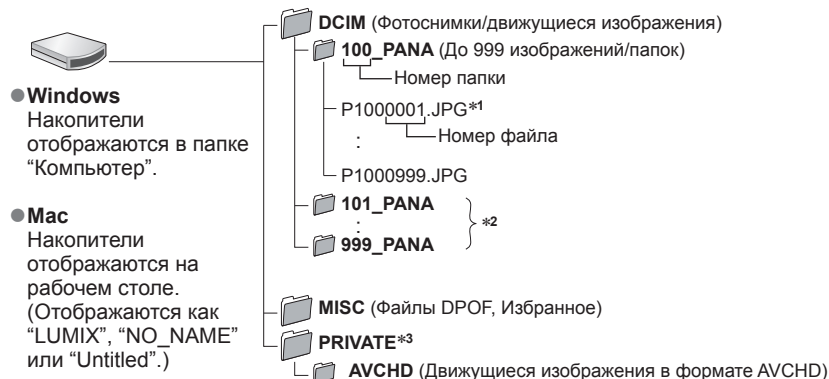 DCIM (Фотоснимки/движущиеся изображения)
100_PANA (До 999 изображений/папок)
Номер папки
P1000001.JPG*1
Номер файла
:
P1000999.JPG
101_PANA
:
*2
999_PANA
MISC (Файлы DPOF, Избранное)
PRIVATE*3
AVCHD (Движущиеся изображения в формате AVCHD)
●Windows
Накопители
отображаются в папке
“Компьютер”.
●Mac
Накопители
отображаются на
рабочем столе.
(Отображаются как
“LUMIX”, “NO_NAME”
или “Untitled”.)